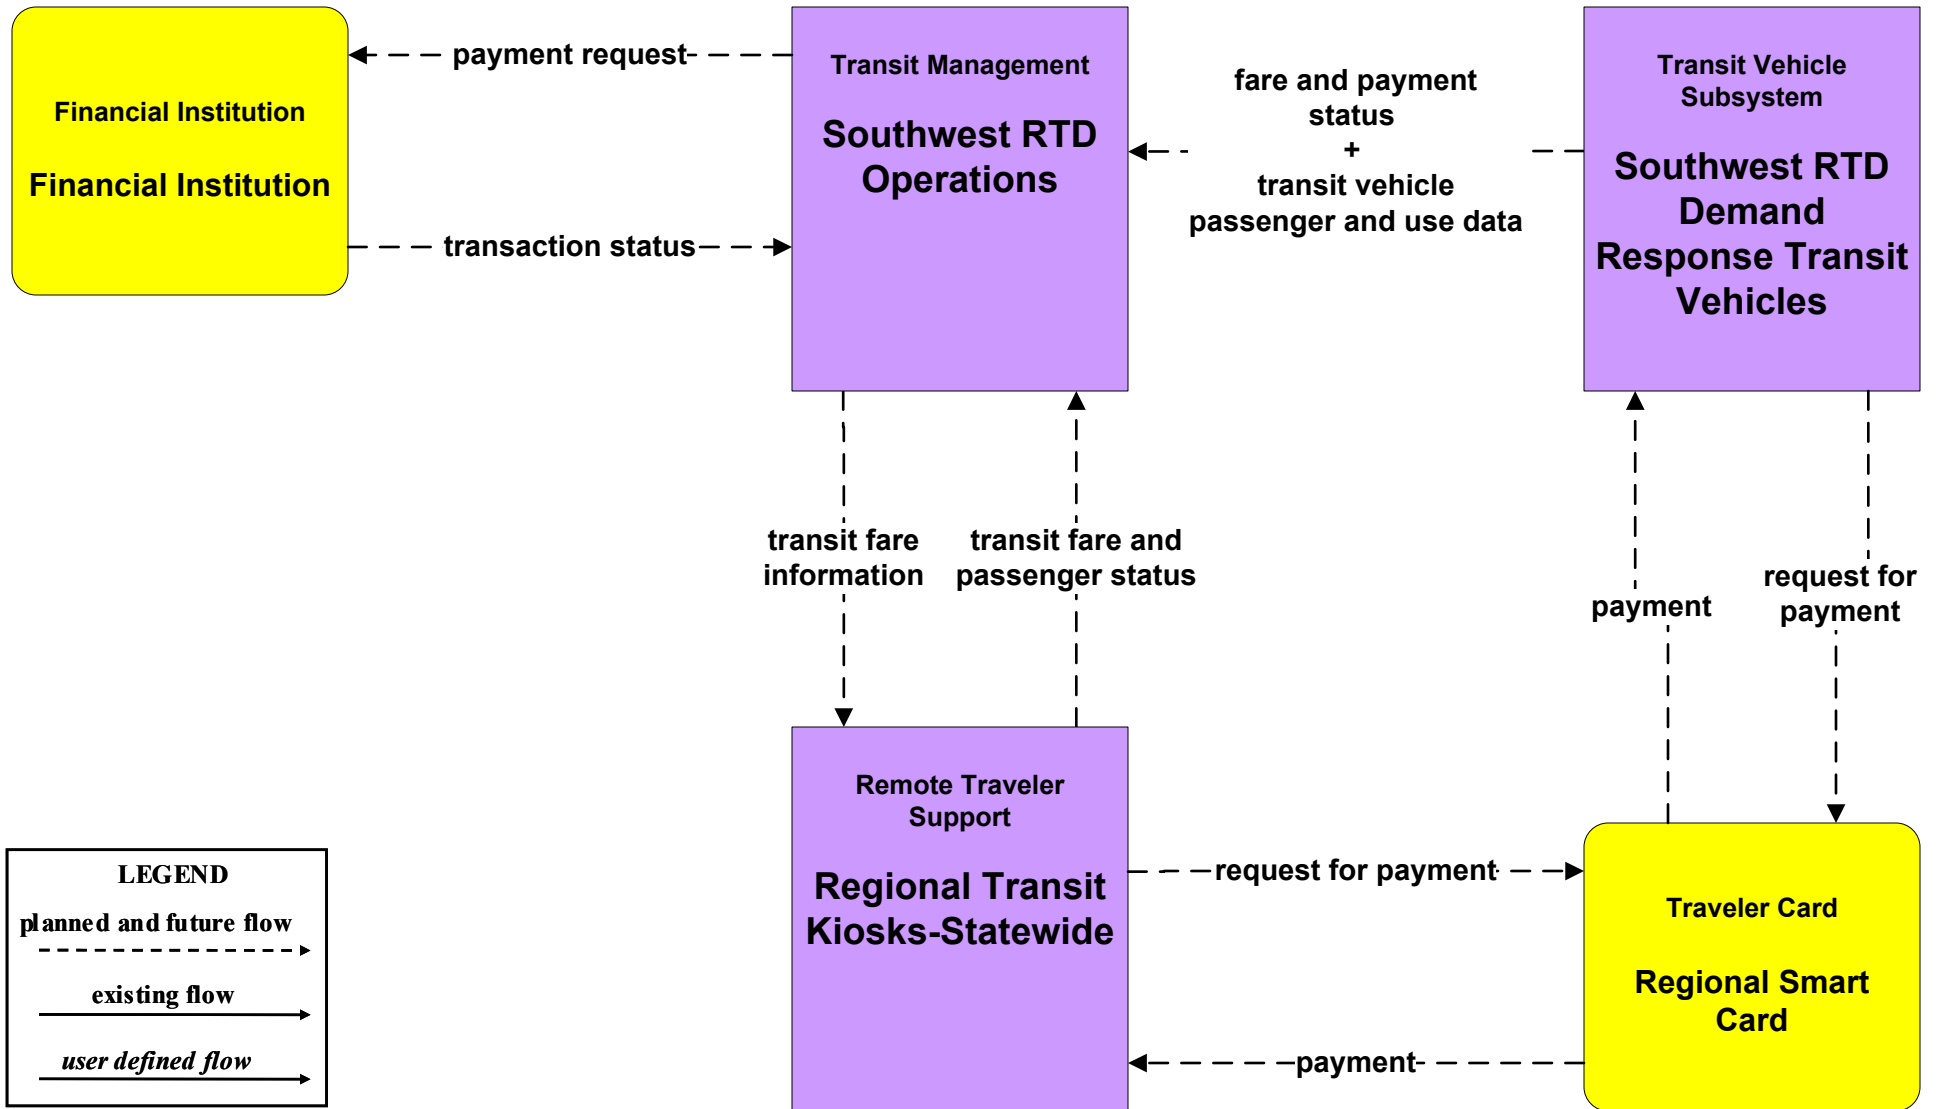 Financial Institution
Financial Institution
payment request
transaction status
Transit Management
Southwest RTD
Operations
fare and payment
status
+
transit vehicle
passenger and use data
Transit Vehicle
Subsystem
Southwest RTD
Demand
Response Transit
Vehicles
transit fare
information
transit fare and
passenger status
payment
request for
payment
Remote Traveler
Support
Regional Transit
Kiosks-Statewide
request for payment
payment
Traveler Card
Regional Smart
Card
LEGEND
planned and future flow
existing flow
user defined flow